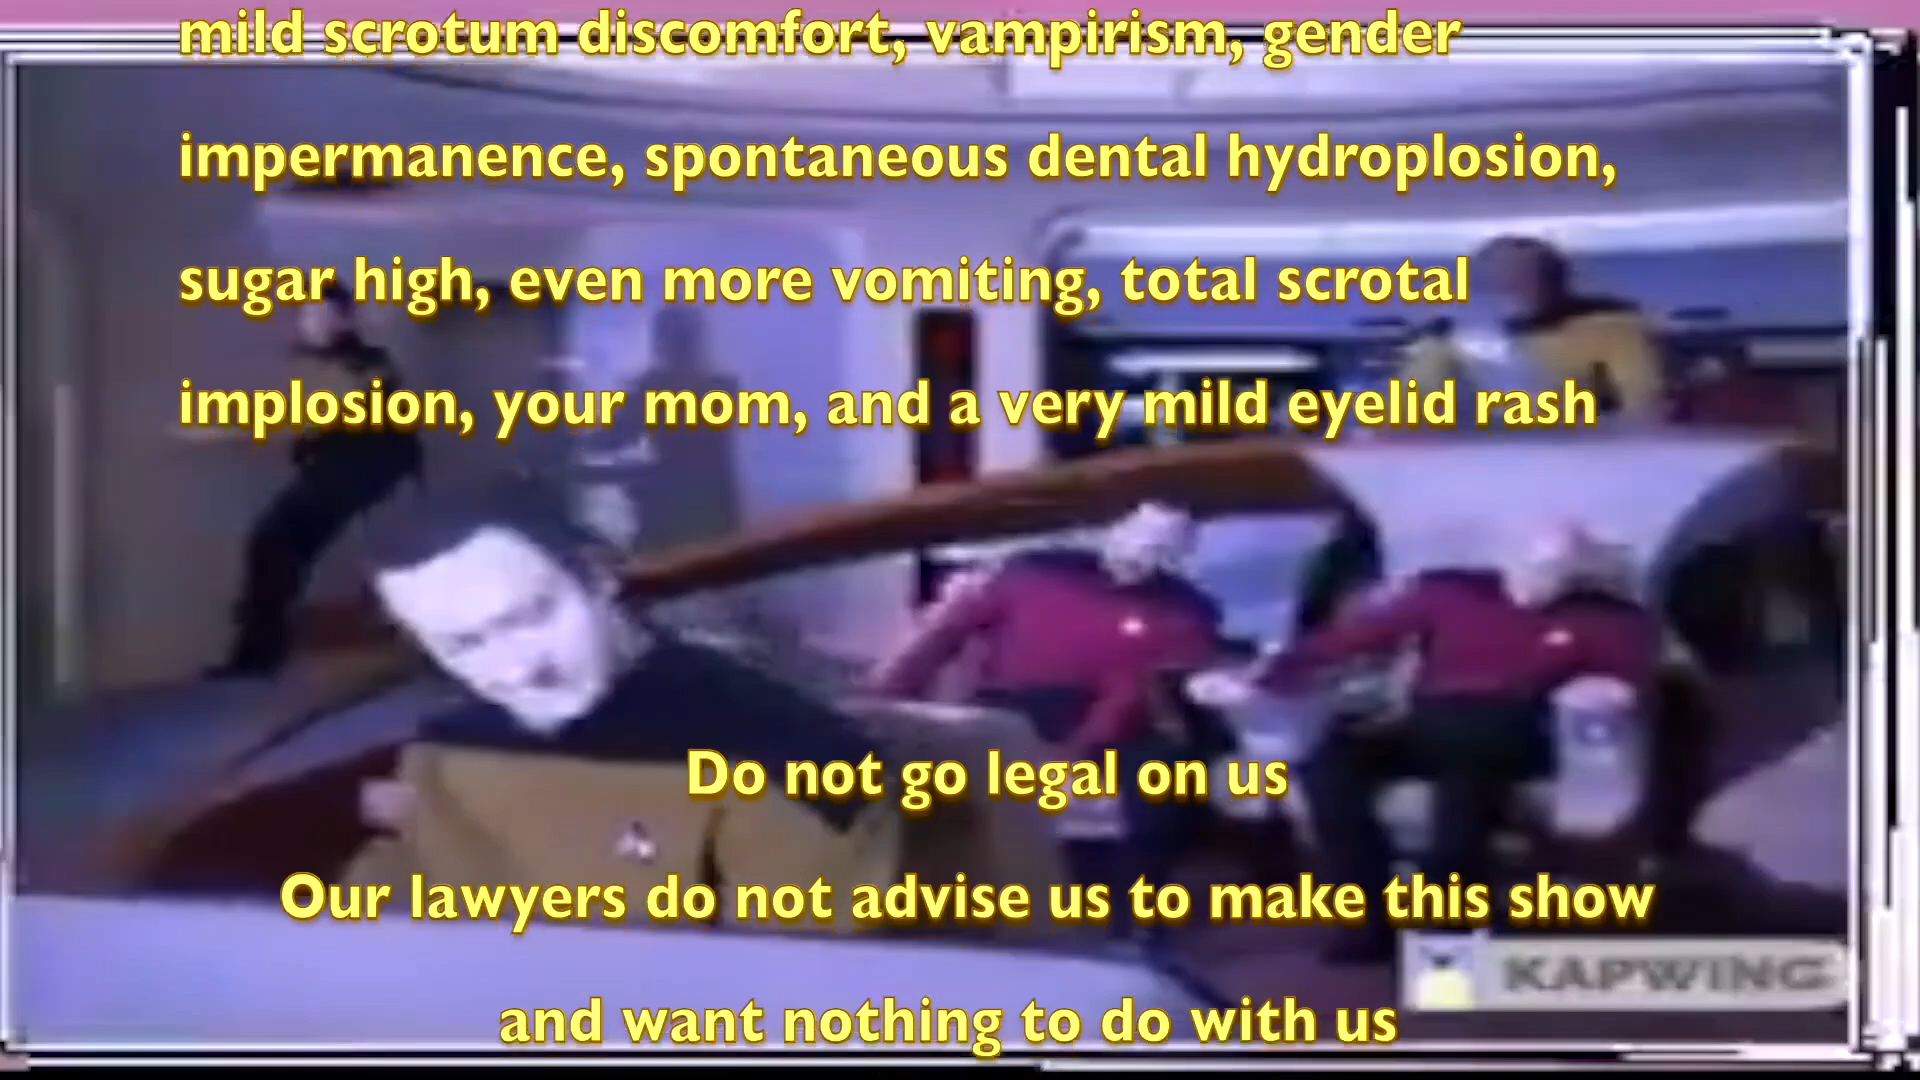 mild scrotum discomfort, vampirism, gender
impermanence, spontaneous dental hydroplosion,
sugar high, even more vomiting, total scrotal
implosion, your mom, and a very mild eyelid rash
Do not go legal on us
Our lawyers do not advise us to make this show
and want nothing to do with us
KAPWING